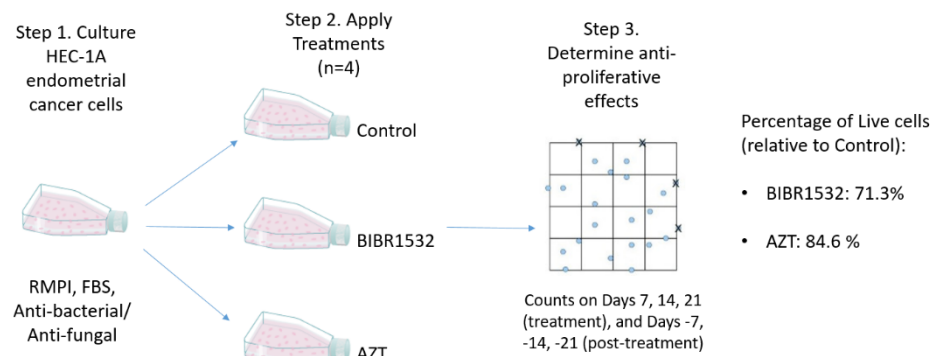 Step 1. Culture
HEC-1A
endometrial
cancer cells
RMPI, FBS,
Anti-bacterial/
Anti-fungal
Step 2. Apply
Treatments
(n=4)
Control
BIBR1532
AZT
Step 3.
Determine anti-
proliferative
effects
X X
X
X
Counts on Days 7, 14, 21
(treatment), and Days -7,
-14, -21 (post-treatment)
Percentage of Live cells
(relative to Control):
• BIBR1532: 71.3%
• AZT: 84.6 %